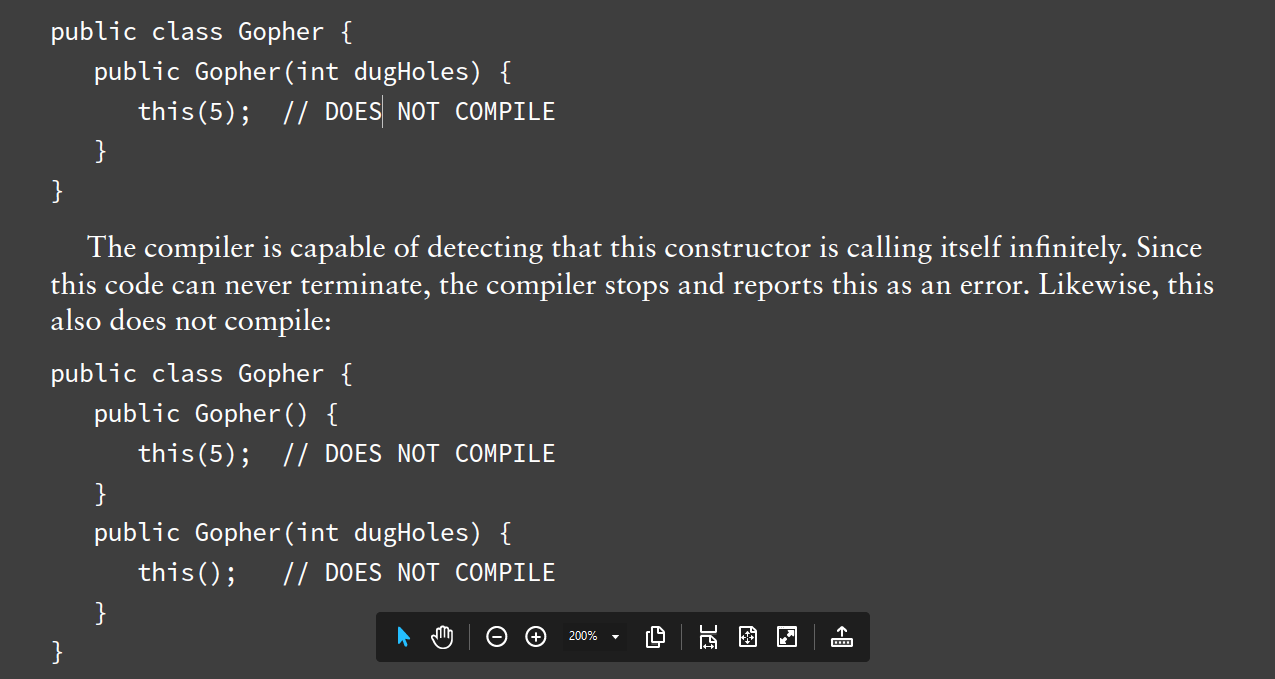 public class Gopher {
public Gopher(int dugHoles) {
this(5);  // DOES NOT COMPILE
}
}
The compiler is capable of detecting that this constructor is calling itself infinitely. Since
this code can never terminate, the compiler stops and reports this as an error. Likewise, this
also does not compile:
public class Gopher {
public Gopher() {
this(5);  // DOES NOT COMPILE
}
public Gopher(int dugHoles) {
this();   // DOES NOT COMPILE
}
}
200%